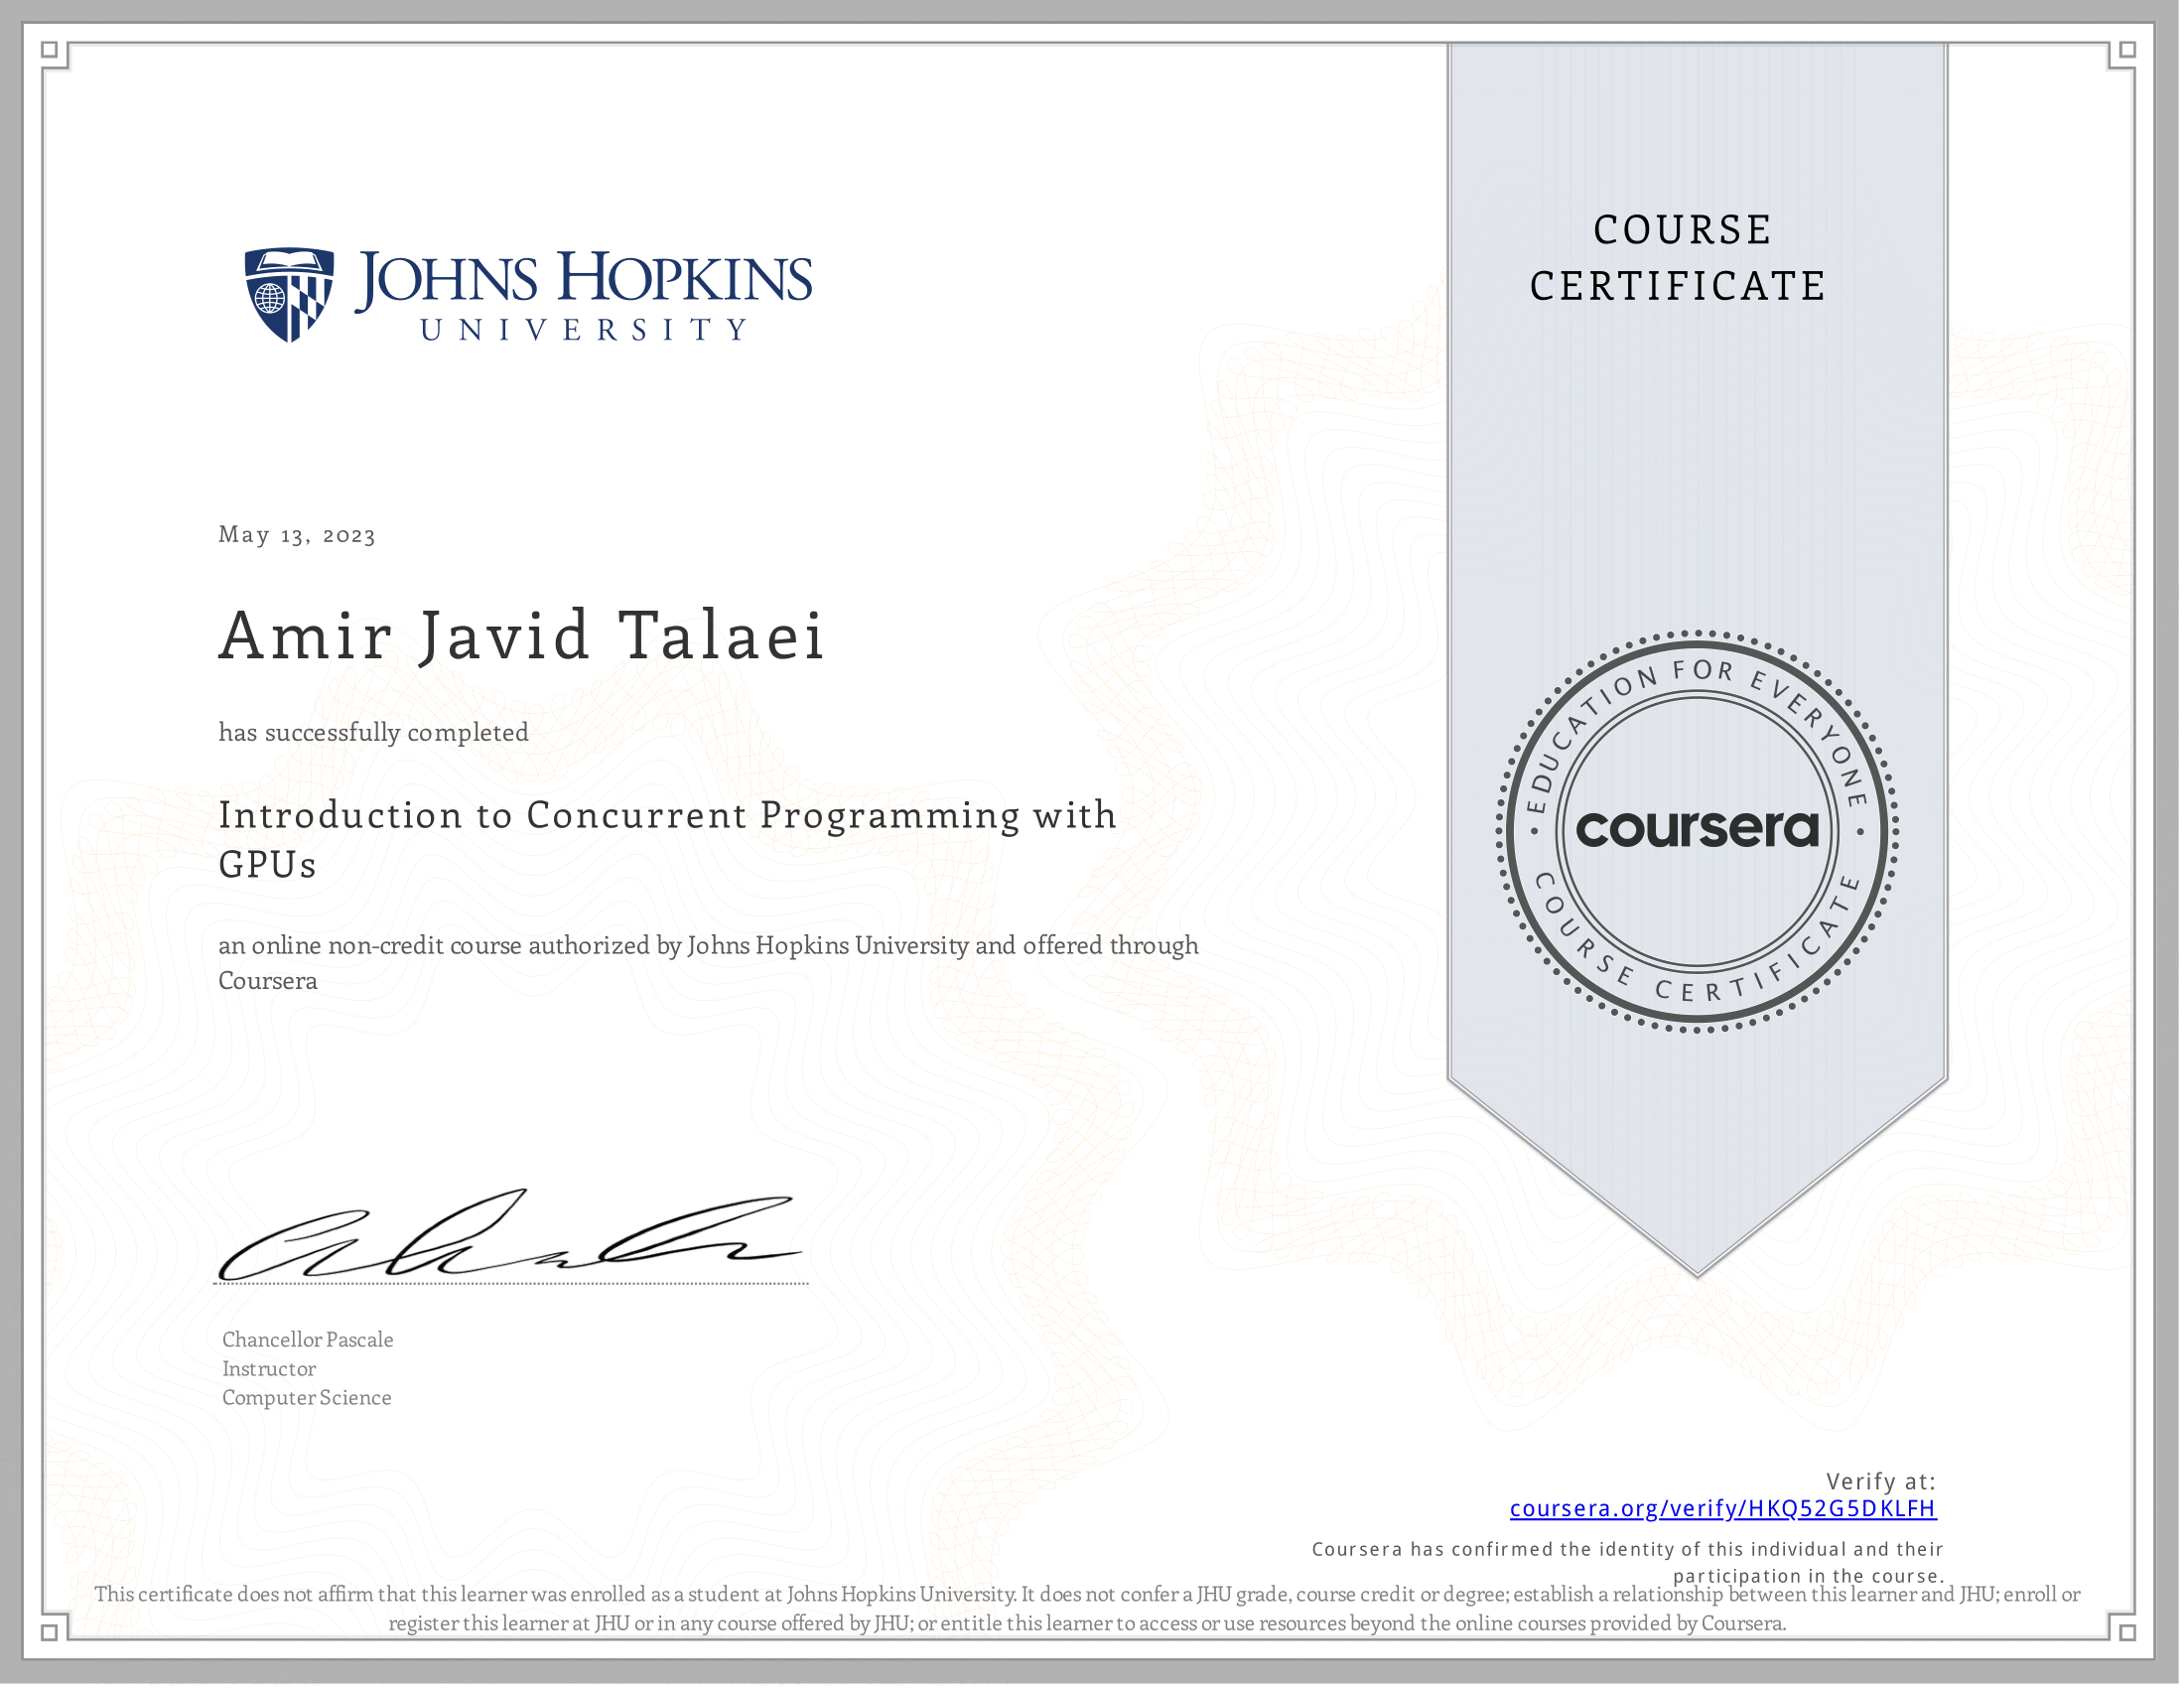 JOHNS HOPKINS
UNIVERSITY
COURSE
CERTIFICATE
May 13, 2023
Amir Javid Talaei
has successfully completed
Introduction to Concurrent Programming with
GPUs
an online non-credit course authorized by Johns Hopkins University and offered through
Coursera
EDUCATION FOR EVERYONE
coursera
COURSE CERTIFICATE
Chancellor Pascale
Instructor
Computer Science
Verify at:
coursera.org/verify/HKQ52G5DKLFH
Coursera has confirmed the identity of this individual and their
participation in the course.
This certificate does not affirm that this learner was enrolled as a student at Johns Hopkins University. It does not confer a JHU grade, course credit or degree; establish a relationship between this learner and JHU; enroll or
register this learner at JHU or in any course offered by JHU; or entitle this learner to access or use resources beyond the online courses provided by Coursera.